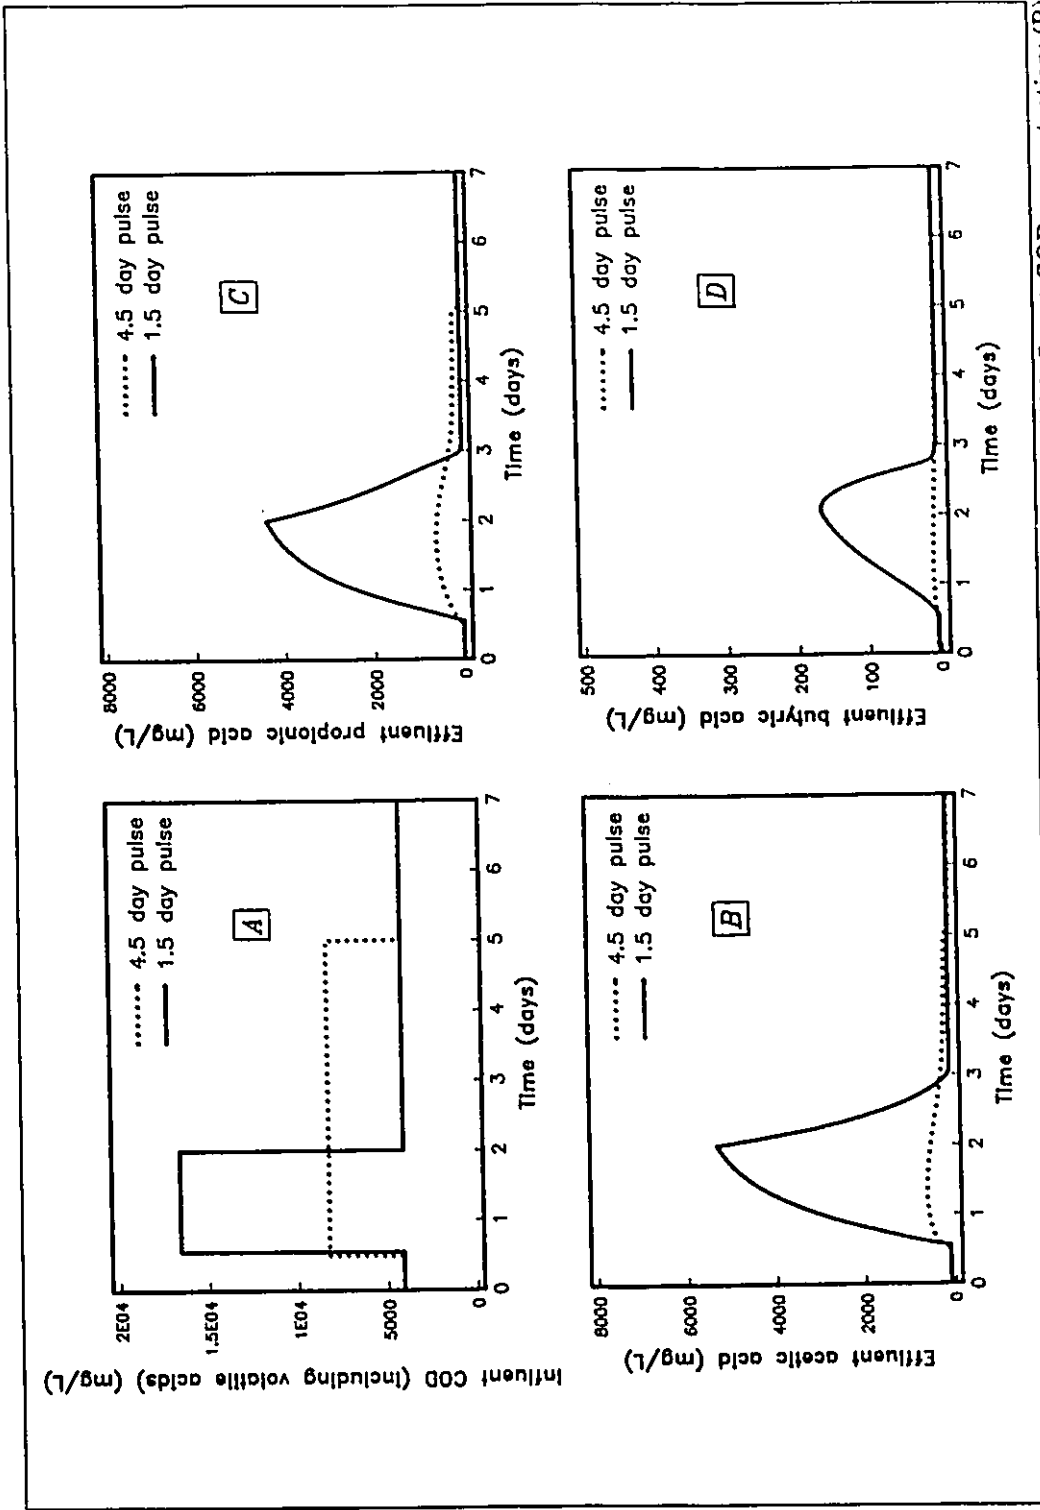 Influent COD (including volatile acids) (mg/L)
2E04
1.5E04
1E04
5000
0
4.5 day pulse
1.5 day pulse
A
0 1 2 3 4 5 6 7
Time (days)
Effluent propionic acid (mg/L)
8000
6000
4000
2000
0
4.5 day pulse
1.5 day pulse
C
0 1 2 3 4 5 6 7
Time (days)
Effluent acetic acid (mg/L)
8000
6000
4000
2000
0
4.5 day pulse
1.5 day pulse
B
0 1 2 3 4 5 6 7
Time (days)
Effluent butyric acid (mg/L)
500
400
300
200
100
0
4.5 day pulse
1.5 day pulse
D
0 1 2 3 4 5 6 7
Time (days)